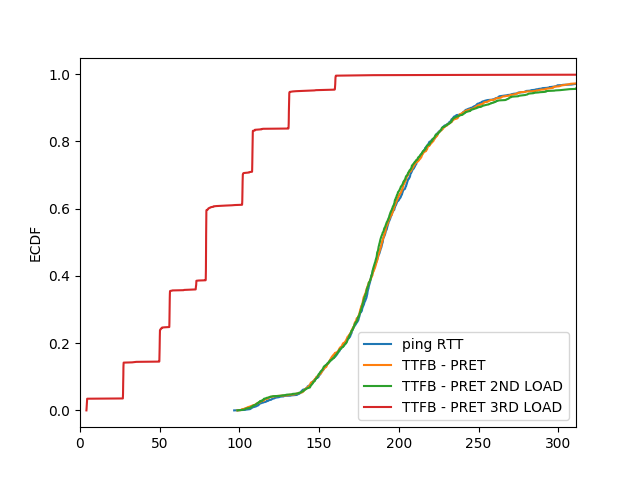 1.0
0.8
0.6
0.4
0.2
0.0
ECDF
0
50
100
150
200
250
300
ping RTT
TTFB - PRET
TTFB - PRET 2ND LOAD
TTFB - PRET 3RD LOAD